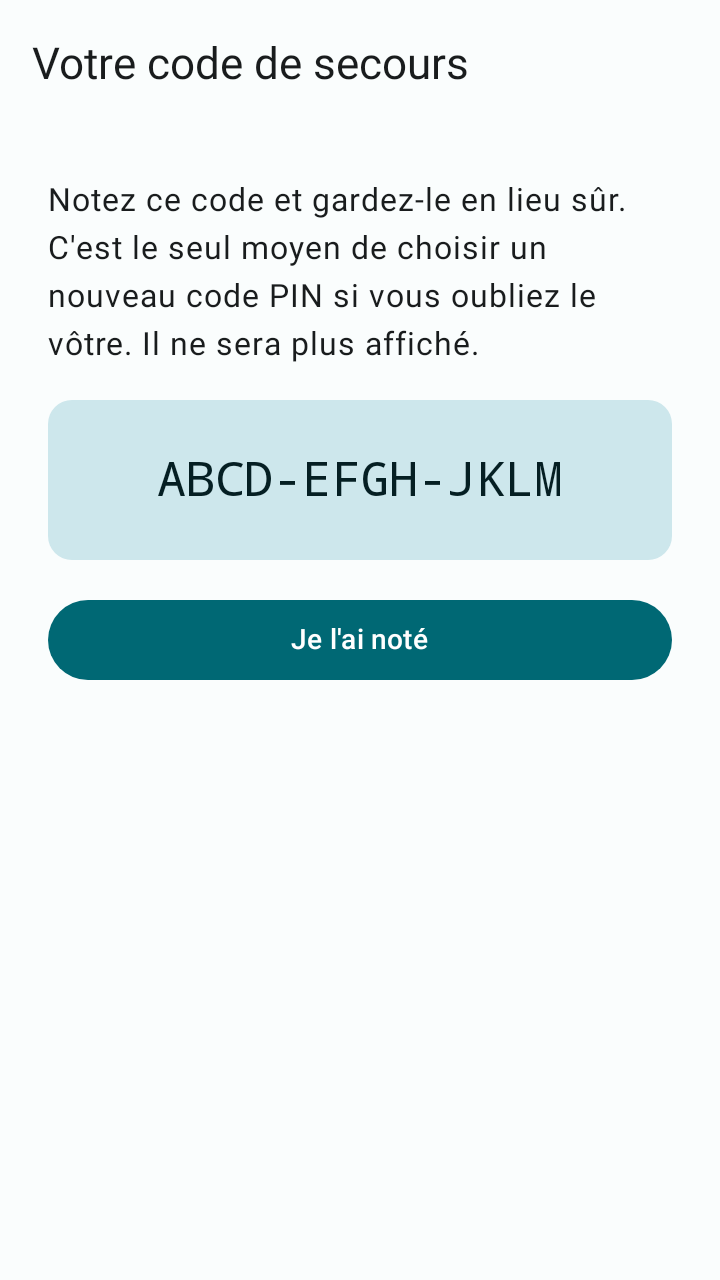 Votre code de secours
Notez ce code et gardez-le en lieu sûr.
C'est le seul moyen de choisir un
nouveau code PIN si vous oubliez le
vôtre. Il ne sera plus affiché.
ABCD-EFGH-JKLM
Je l'ai noté